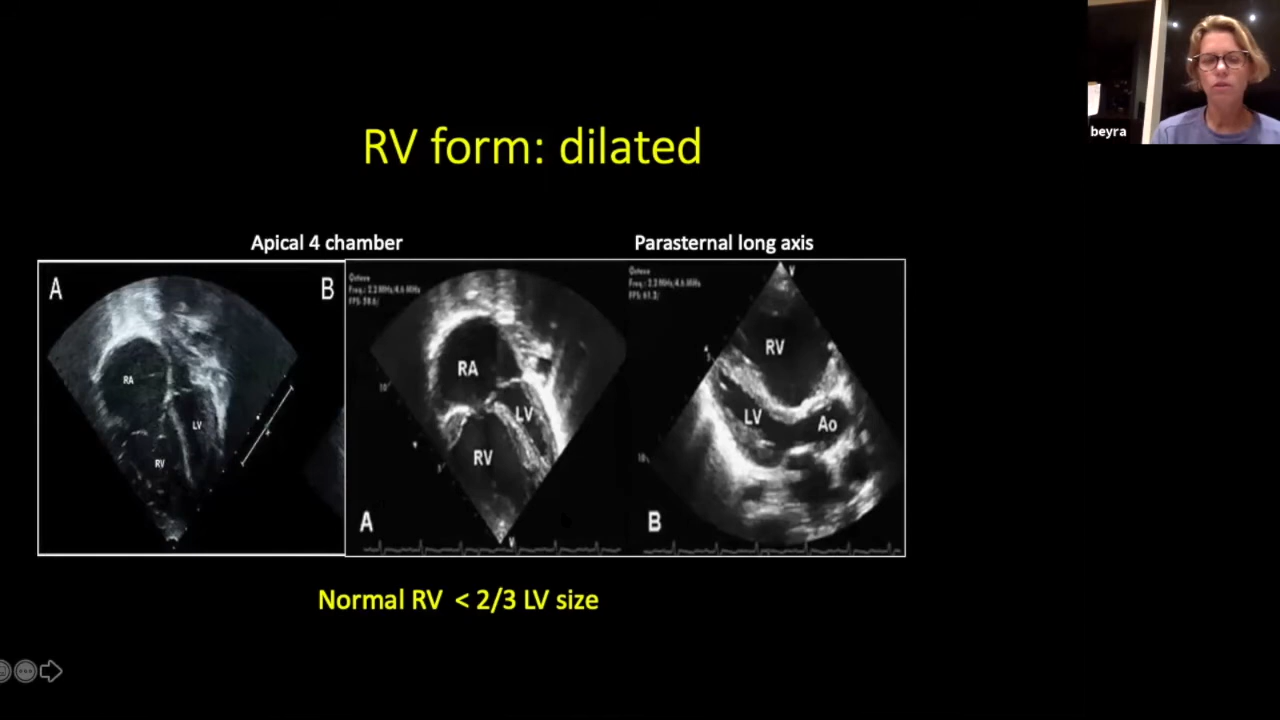 beyra
RV form: dilated
Apical 4 chamber
Parasternal long axis
A
B
RA
LV
RV
RA
LV
RV
A
V
V
RV
LV
Ao
B
Normal RV < 2/3 LV size